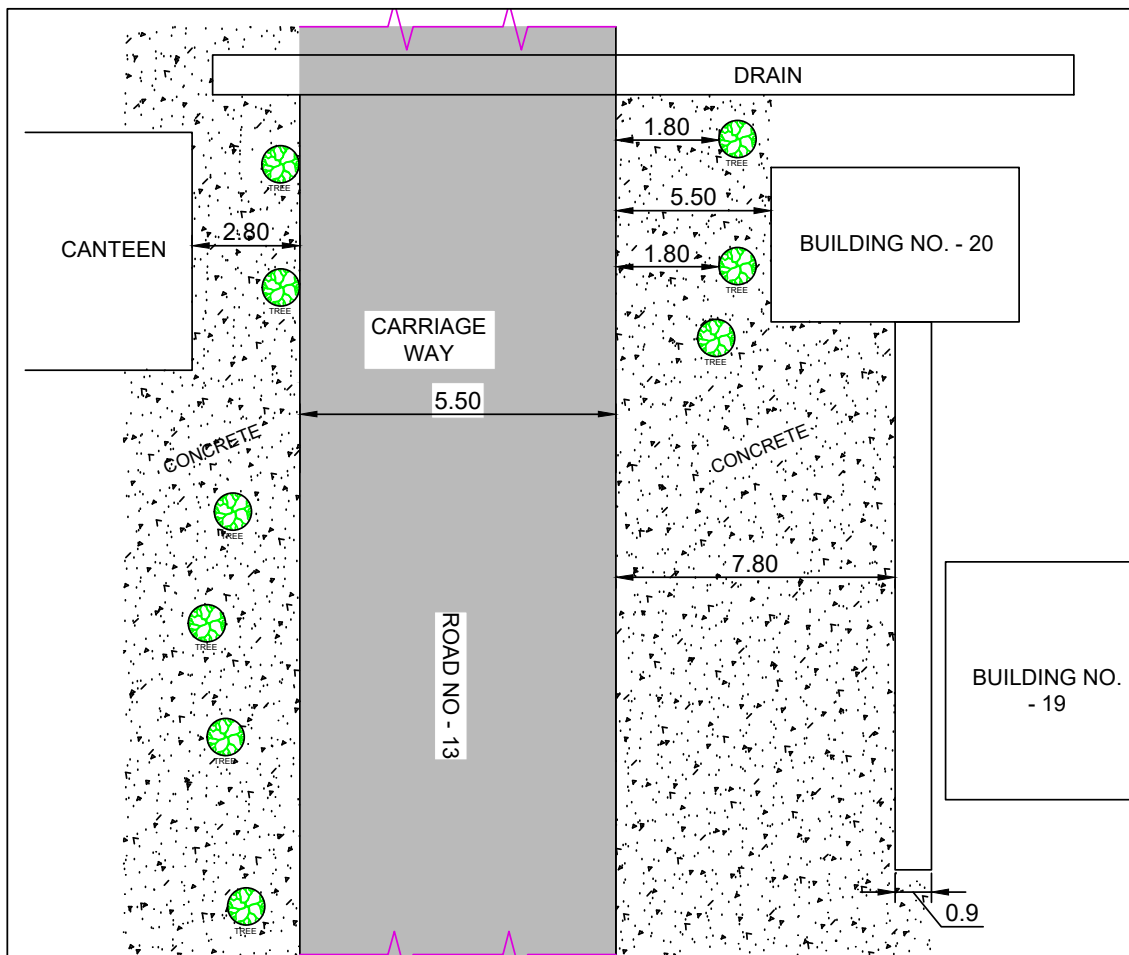 DRAIN
1.80
TREE
TREE
5.50
CANTEEN
2.80
BUILDING NO. - 20
1.80
TREE
TREE
CARRIAGE
WAY
TREE
5.50
CONCRETE
CONCRETE
TREE
7.80
TREE
ROAD NO - 13
BUILDING NO.
- 19
TREE
0.9
TREE